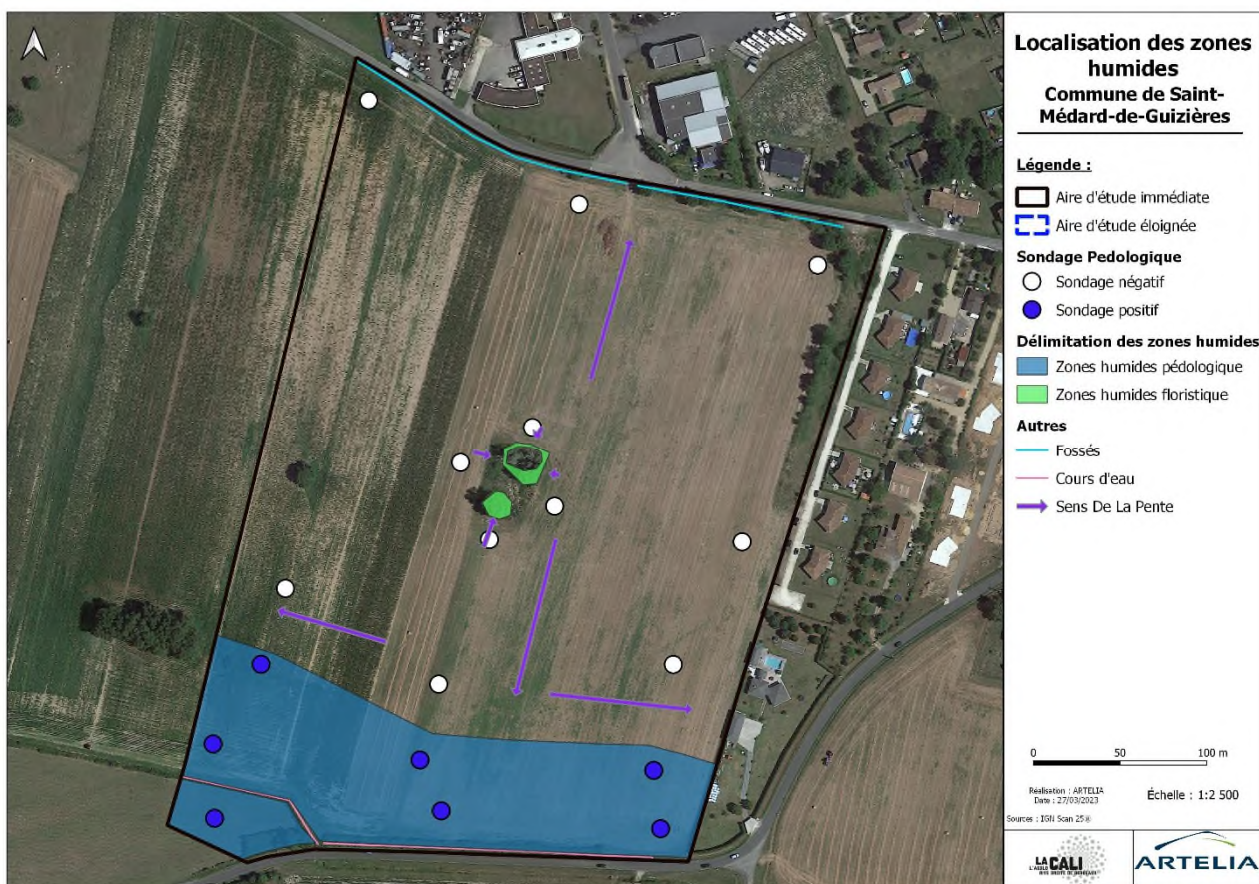 Localisation des zones
humides
Commune de Saint-
Médard-de-Guizières
Légende :
Aire d'étude immédiate
Aire d'étude éloignée
Sondage Pedologique
Sondage négatif
Sondage positif
Délimitation des zones humides
Zones humides pédologique
Zones humides floristique
Autres
Fossés
Cours d'eau
Sens De La Pente
0 50 100 m
Réalisation : ARTELIA
Date : 27/03/2023
Échelle : 1:2 500
Sources : IGN Scan 25®
LA CALI
ARTELIA